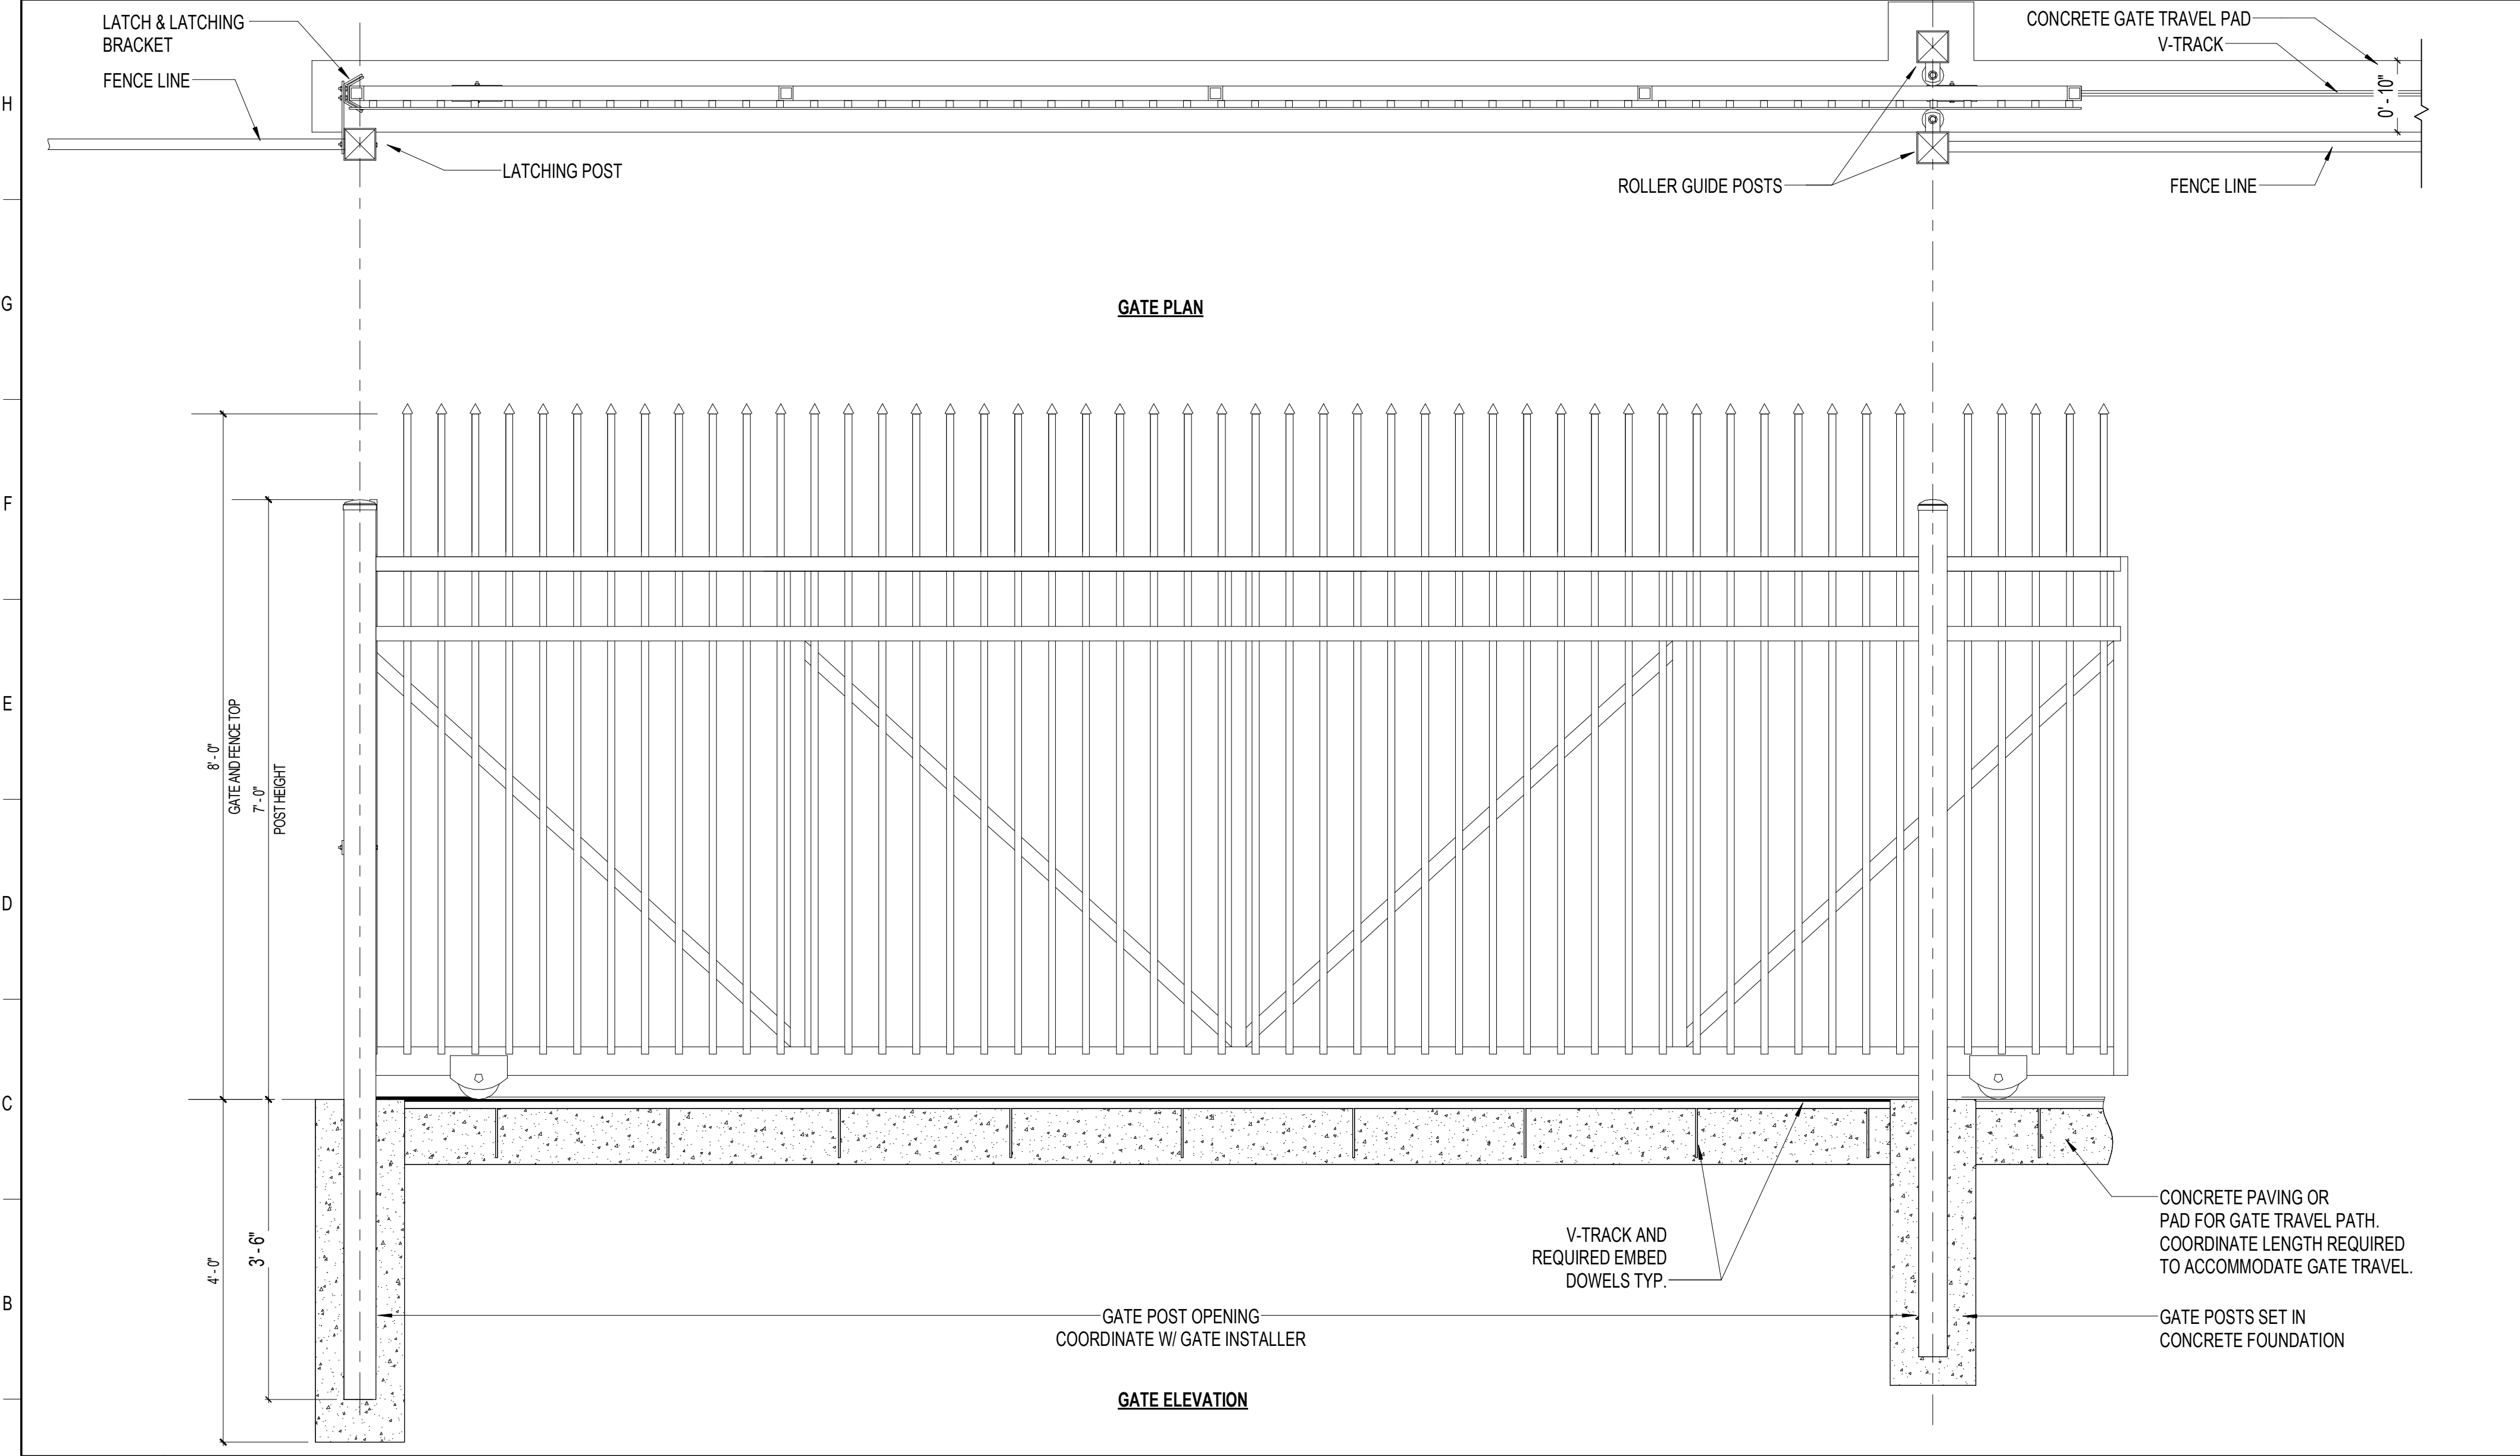 LATCH & LATCHING
BRACKET
FENCE LINE
LATCHING POST
CONCRETE GATE TRAVEL PAD
V-TRACK
0' - 10"
ROLLER GUIDE POSTS
FENCE LINE
H
G
GATE PLAN
F
E
8' - 0"
GATE AND FENCE TOP
7' - 0"
POST HEIGHT
D
C
4' - 0"
3' - 6"
V-TRACK AND
REQUIRED EMBED
DOWELS TYP.
CONCRETE PAVING OR
PAD FOR GATE TRAVEL PATH.
COORDINATE LENGTH REQUIRED
TO ACCOMMODATE GATE TRAVEL.
B
GATE POST OPENING
COORDINATE W/ GATE INSTALLER
GATE POSTS SET IN
CONCRETE FOUNDATION
GATE ELEVATION